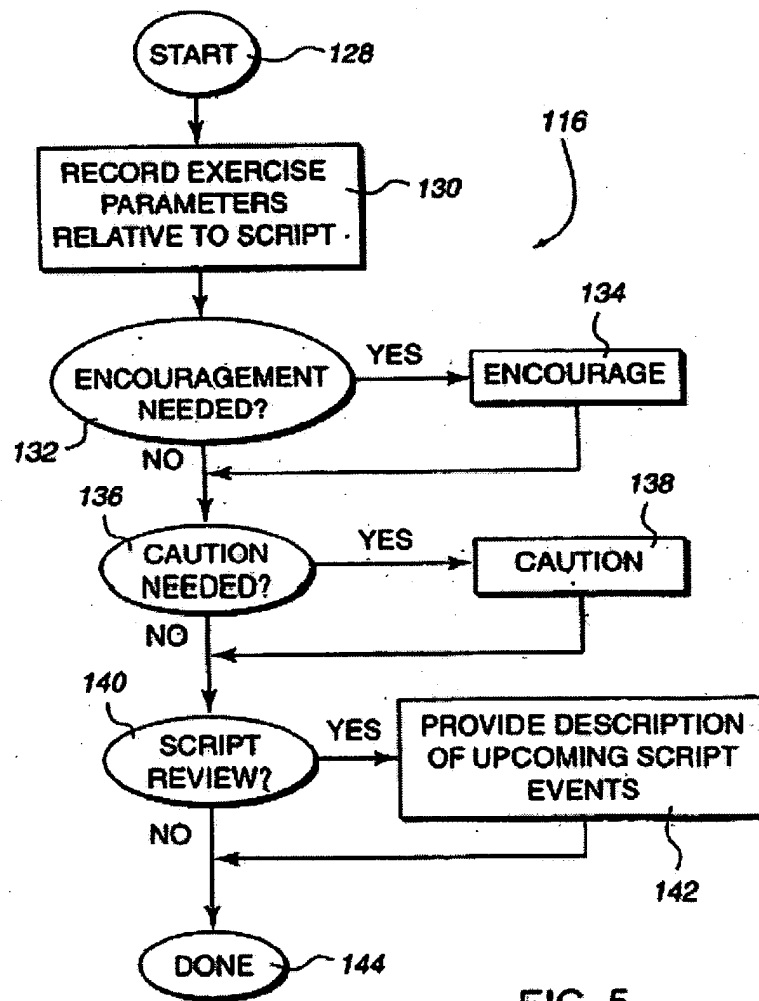 START
128
116
RECORD EXERCISE
PARAMETERS
RELATIVE TO SCRIPT
130
134
ENCOURAGEMENT
NEEDED?
YES
ENCOURAGE
132
NO
136
138
CAUTION
NEEDED?
YES
CAUTION
NO
140
SCRIPT
REVIEW?
YES
PROVIDE DESCRIPTION
OF UPCOMING SCRIPT
EVENTS
NO
142
DONE
144
FIG. 5